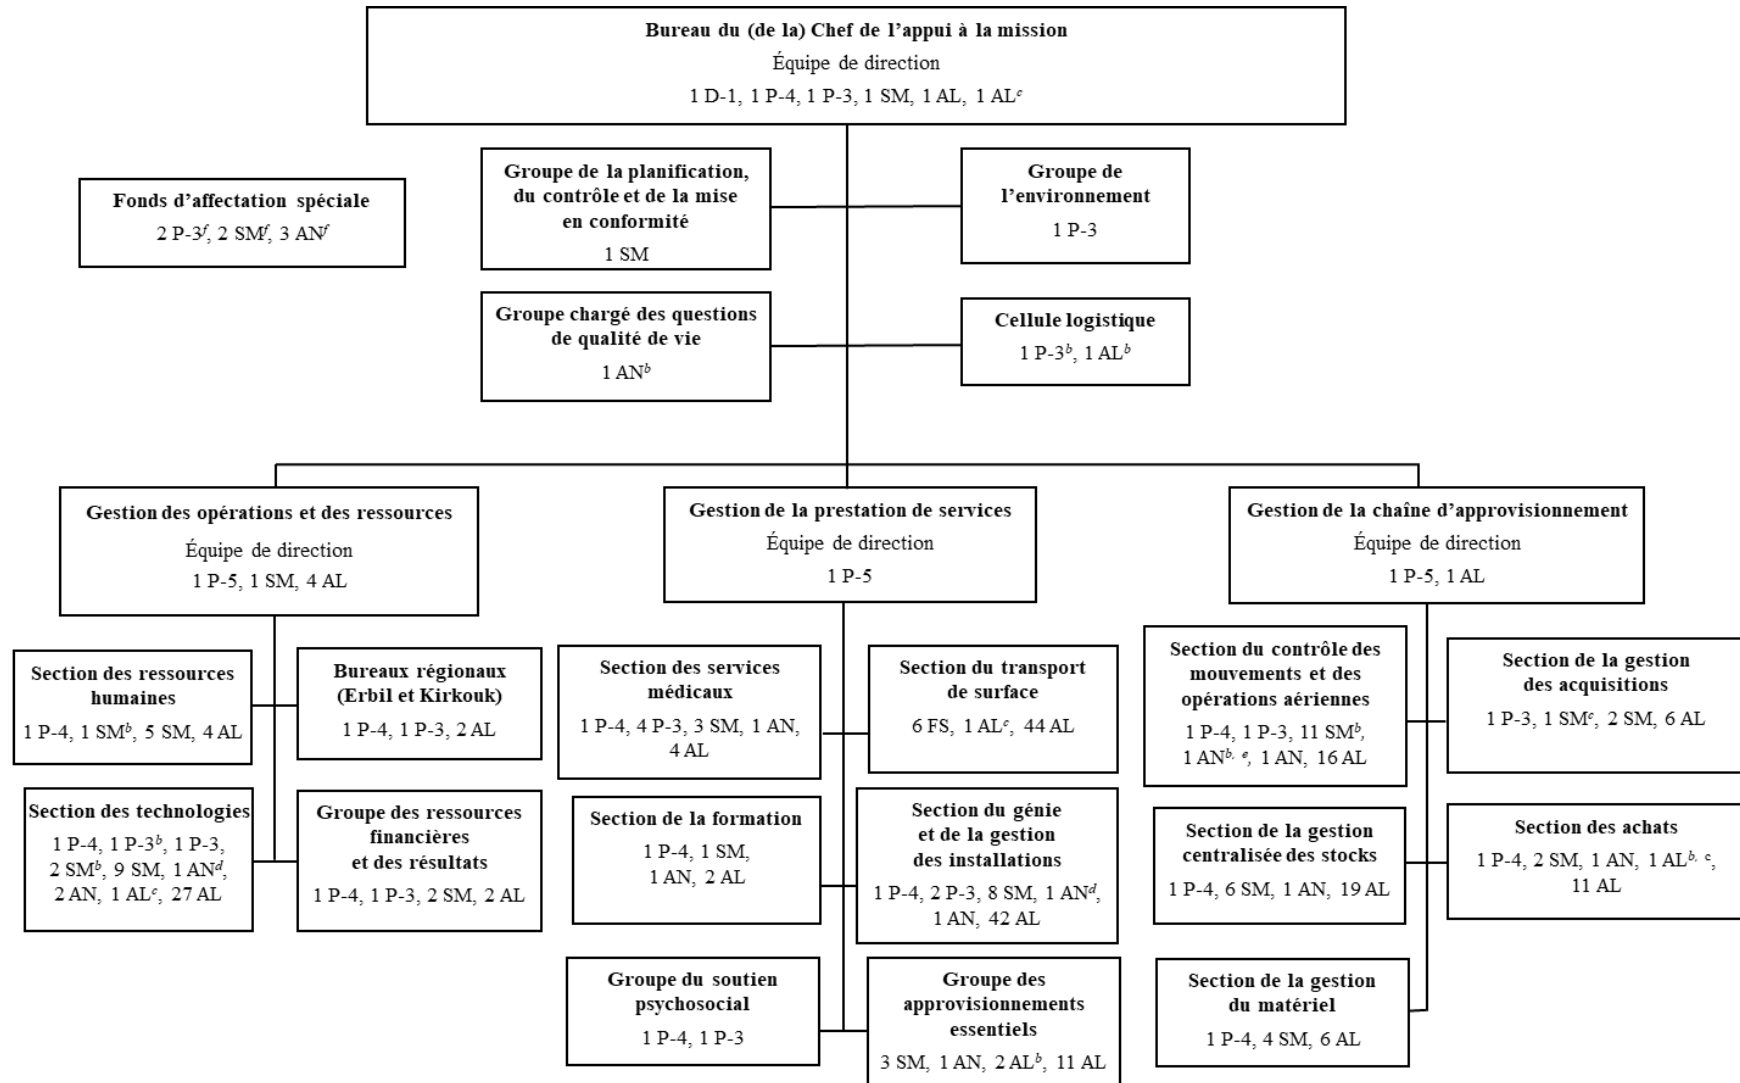 Bureau du (de la) Chef de l’appui à la mission
Équipe de direction
1 D-1, 1 P-4, 1 P-3, 1 SM, 1 AL, 1 ALᶜ
Fonds d’affectation spéciale
2 P-3ᶠ, 2 SMᶠ, 3 ANᶠ
Groupe de la planification,
du contrôle et de la mise
en conformité
1 SM
Groupe de
l’environnement
1 P-3
Groupe chargé des questions
de qualité de vie
1 ANᵇ
Cellule logistique
1 P-3ᵇ, 1 ALᵇ
Gestion des opérations et des ressources
Équipe de direction
1 P-5, 1 SM, 4 AL
Gestion de la prestation de services
Équipe de direction
1 P-5
Gestion de la chaîne d’approvisionnement
Équipe de direction
1 P-5, 1 AL
Section des ressources
humaines
1 P-4, 1 SMᵇ, 5 SM, 4 AL
Bureaux régionaux
(Erbil et Kirkouk)
1 P-4, 1 P-3, 2 AL
Section des technologies
1 P-4, 1 P-3ᵇ, 1 P-3,
2 SMᵇ, 9 SM, 1 ANᵈ,
2 AN, 1 ALᶜ, 27 AL
Groupe des ressources
financières
et des résultats
1 P-4, 1 P-3, 2 SM, 2 AL
Section des services
médicaux
1 P-4, 4 P-3, 3 SM, 1 AN,
4 AL
Section du transport
de surface
6 FS, 1 ALᶜ, 44 AL
Section de la formation
1 P-4, 1 SM,
1 AN, 2 AL
Section du génie
et de la gestion
des installations
1 P-4, 2 P-3, 8 SM, 1 ANᵈ,
1 AN, 42 AL
Groupe du soutien
psychosocial
1 P-4, 1 P-3
Groupe des
approvisionnements
essentiels
3 SM, 1 AN, 2 ALᵇ, 11 AL
Section du contrôle des
mouvements et des
opérations aériennes
1 P-4, 1 P-3, 11 SMᵇ,
1 ANᵇ, ᵉ, 1 AN, 16 AL
Section de la gestion
des acquisitions
1 P-3, 1 SMᵉ, 2 SM, 6 AL
Section de la gestion
centralisée des stocks
1 P-4, 6 SM, 1 AN, 19 AL
Section des achats
1 P-4, 2 SM, 1 AN, 1 ALᵇ, ᶜ,
11 AL
Section de la gestion
du matériel
1 P-4, 4 SM, 6 AL